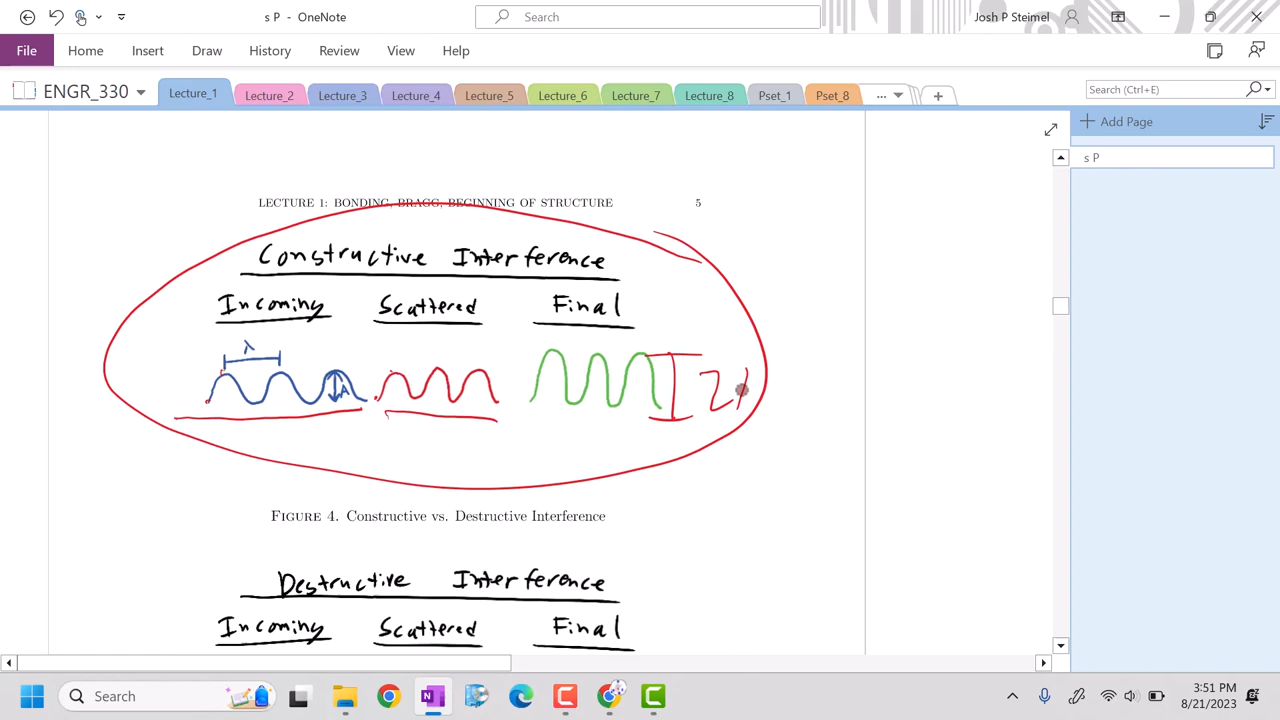 s P - OneNote
Search
Josh P Steimel
File Home Insert Draw History Review View Help
ENGR_330
Lecture_1 Lecture_2 Lecture_3 Lecture_4 Lecture_5 Lecture_6 Lecture_7 Lecture_8 Pset_1 Pset_8 ...
Search (Ctrl+E)
Add Page
s P
LECTURE 1: BONDING, BRAGG, BEGINNING OF STRUCTURE 5
Constructive Interference
Incoming Scattered Final
λ
A
2
FIGURE 4. Constructive vs. Destructive Interference
Destructive Interference
Incoming Scattered Final
Search
3:51 PM
8/21/2023